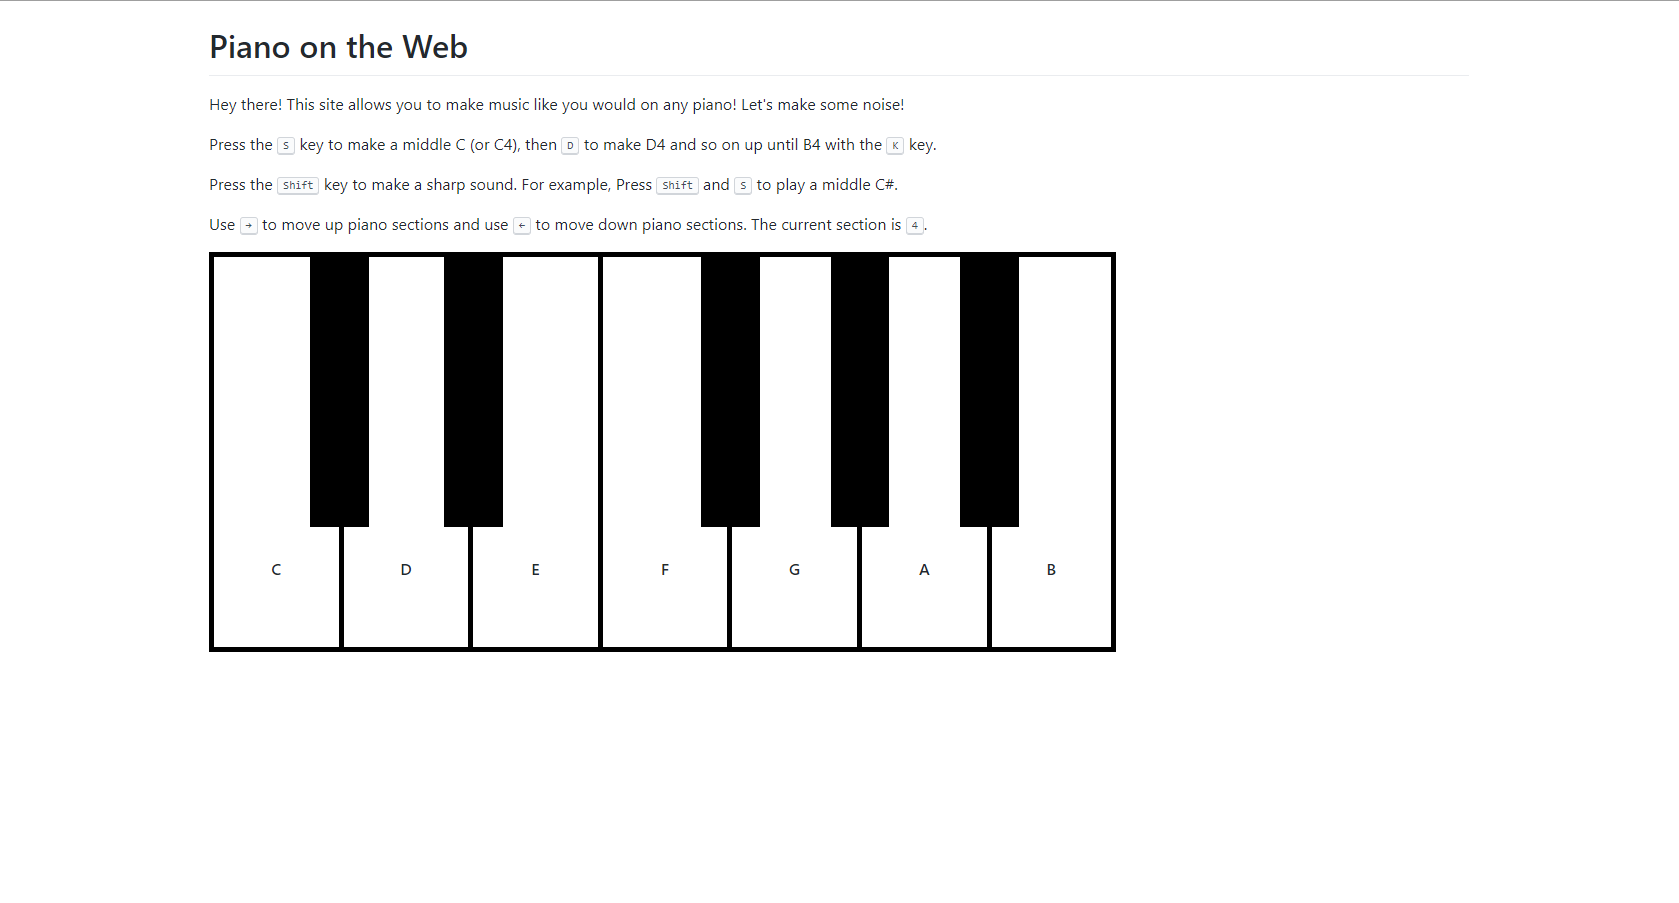 Piano on the Web
Hey there! This site allows you to make music like you would on any piano! Let's make some noise!
Press the S key to make a middle C (or C4), then D to make D4 and so on up until B4 with the K key.
Press the Shift key to make a sharp sound. For example, Press Shift and S to play a middle C#.
Use → to move up piano sections and use ← to move down piano sections. The current section is 4.
C D E F G A B